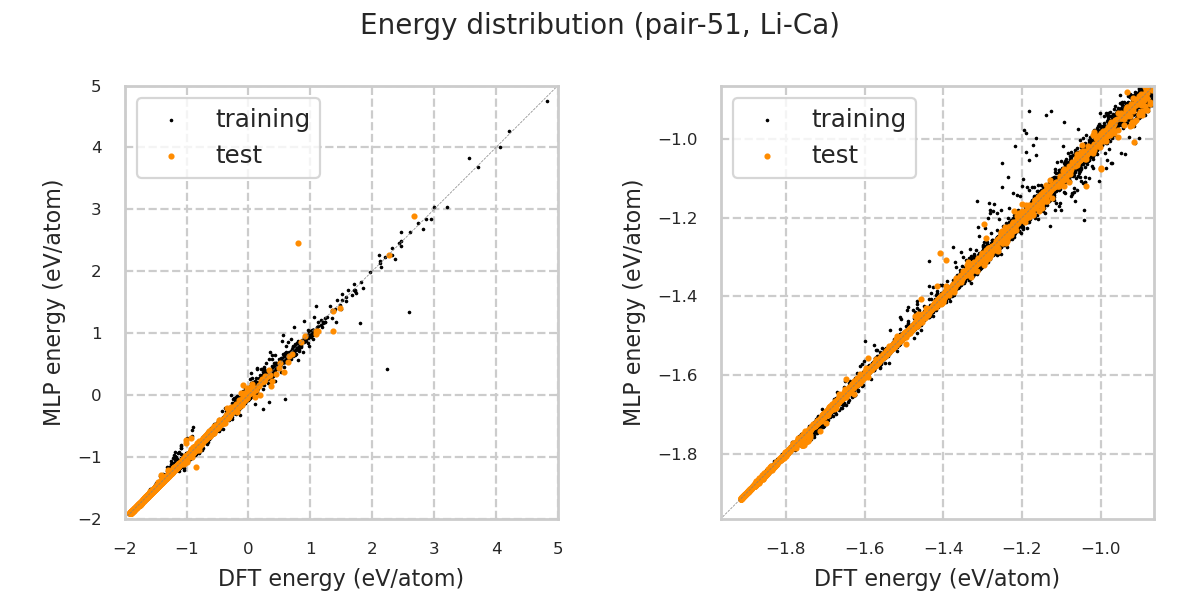 Energy distribution (pair-51, Li-Ca)
training
test
5
4
3
2
1
0
−1
−2
−2 −1 0 1 2 3 4 5
MLP energy (eV/atom)
DFT energy (eV/atom)
training
test
−1.0
−1.2
−1.4
−1.6
−1.8
−1.8 −1.6 −1.4 −1.2 −1.0
MLP energy (eV/atom)
DFT energy (eV/atom)